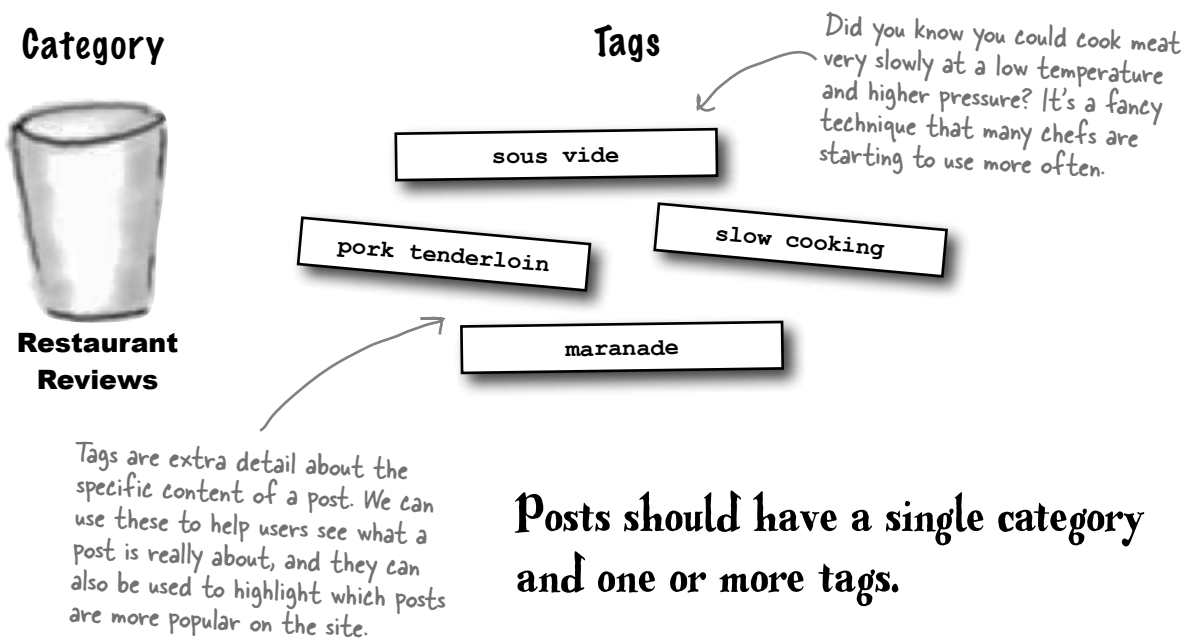 Category
Tags
Did you know you could cook meat
very slowly at a low temperature
and higher pressure? It's a fancy
technique that many chefs are
starting to use more often.
sous vide
pork tenderloin
slow cooking
maranade
Restaurant
Reviews
Tags are extra detail about the
specific content of a post. We can
use these to help users see what a
post is really about, and they can
also be used to highlight which posts
are more popular on the site.
Posts should have a single category
and one or more tags.